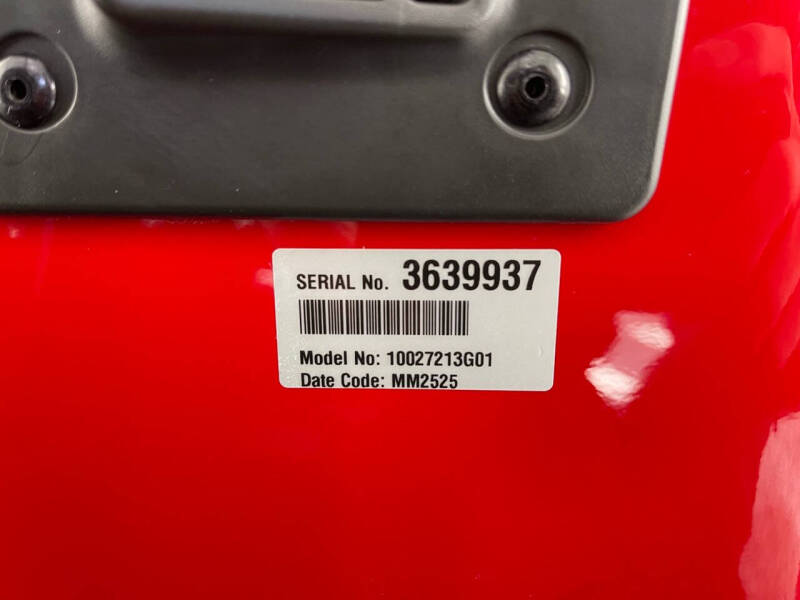 SERIAL No. 3639937
Model No: 10027213G01
Date Code: MM2525